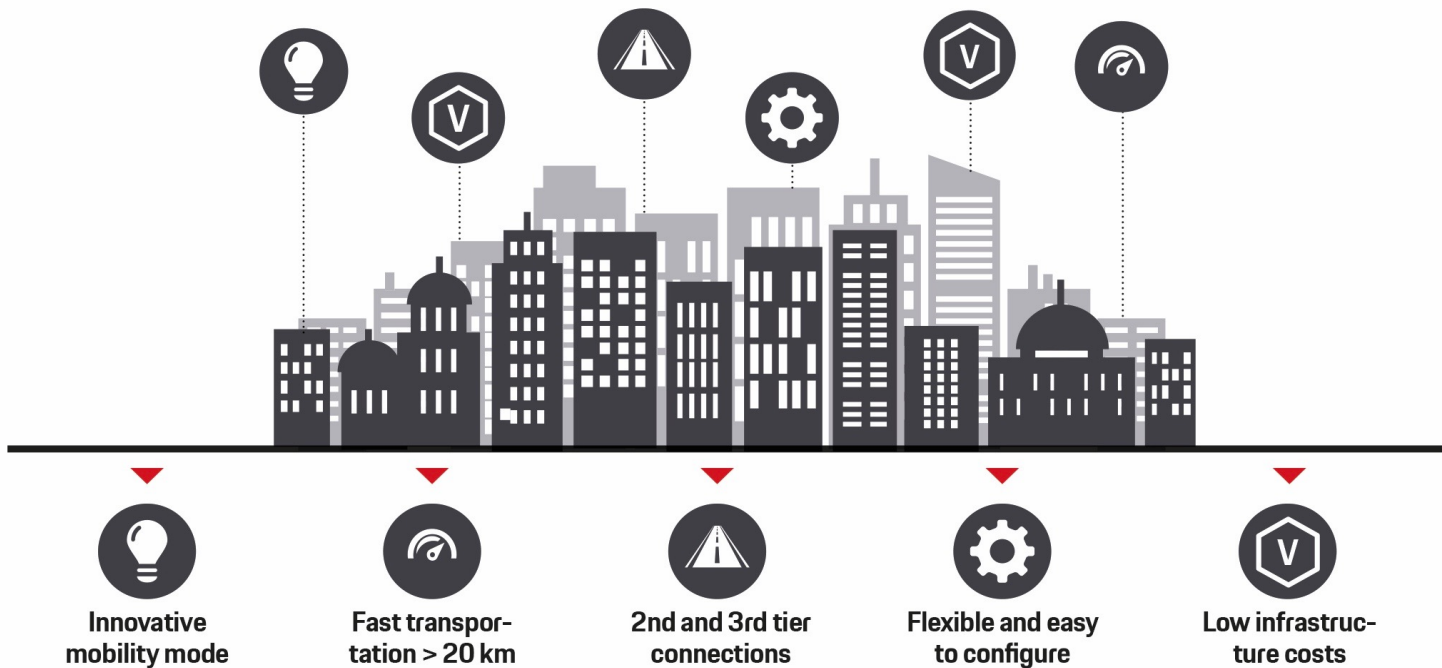 V
V
V
Innovative
mobility mode
Fast transpor-
tation > 20 km
2nd and 3rd tier
connections
Flexible and easy
to configure
Low infrastruc-
ture costs